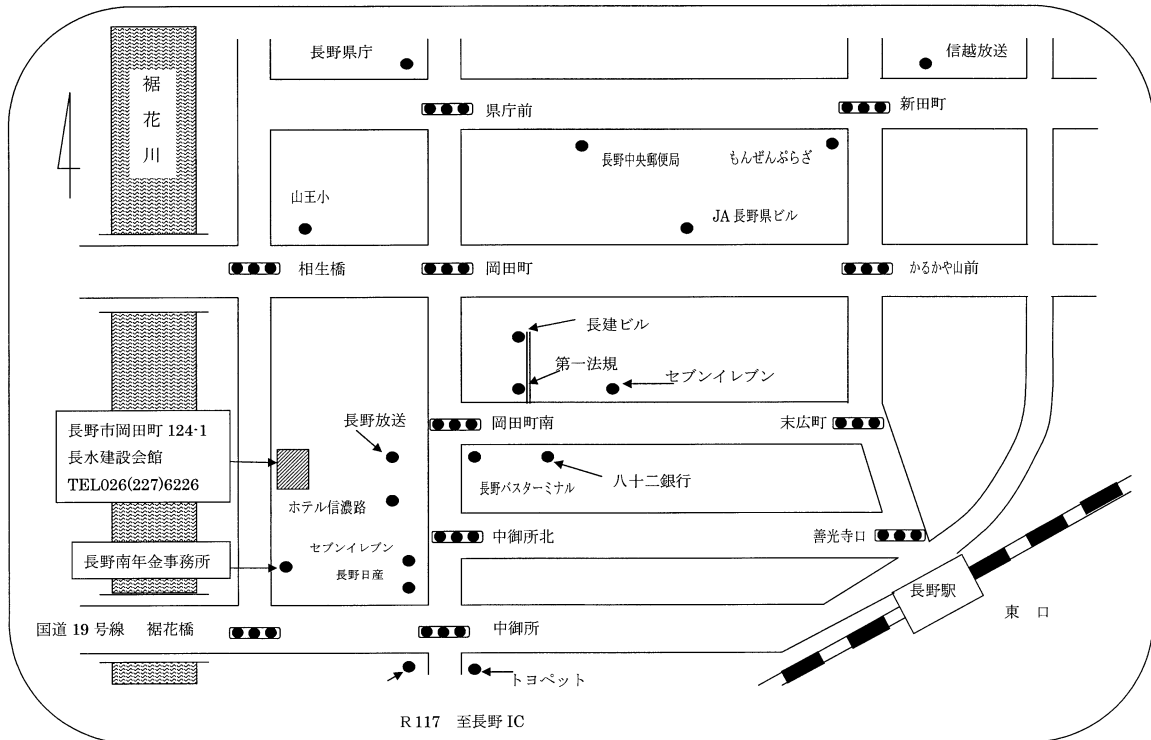 長野県庁
信越放送
裾花川
県庁前
新田町
長野中央郵便局
もんぜんぷらざ
山王小
JA長野県ビル
相生橋
岡田町
かるかや山前
長建ビル
第一法規
セブンイレブン
長野市岡田町 124-1
長水建設会館
TEL026(227)6226
長野放送
岡田町南
末広町
長野バスターミナル
八十二銀行
ホテル信濃路
中御所北
善光寺口
セブンイレブン
長野日産
長野南年金事務所
長野駅
東 口
国道 19 号線 裾花橋
中御所
トヨペット
R117 至長野 IC